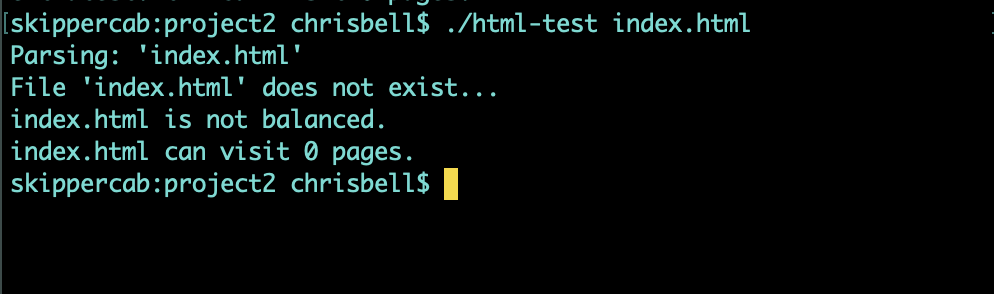 [skippercab:project2 chrisbell$ ./html-test index.html
Parsing: 'index.html'
File 'index.html' does not exist...
index.html is not balanced.
index.html can visit 0 pages.
skippercab:project2 chrisbell$